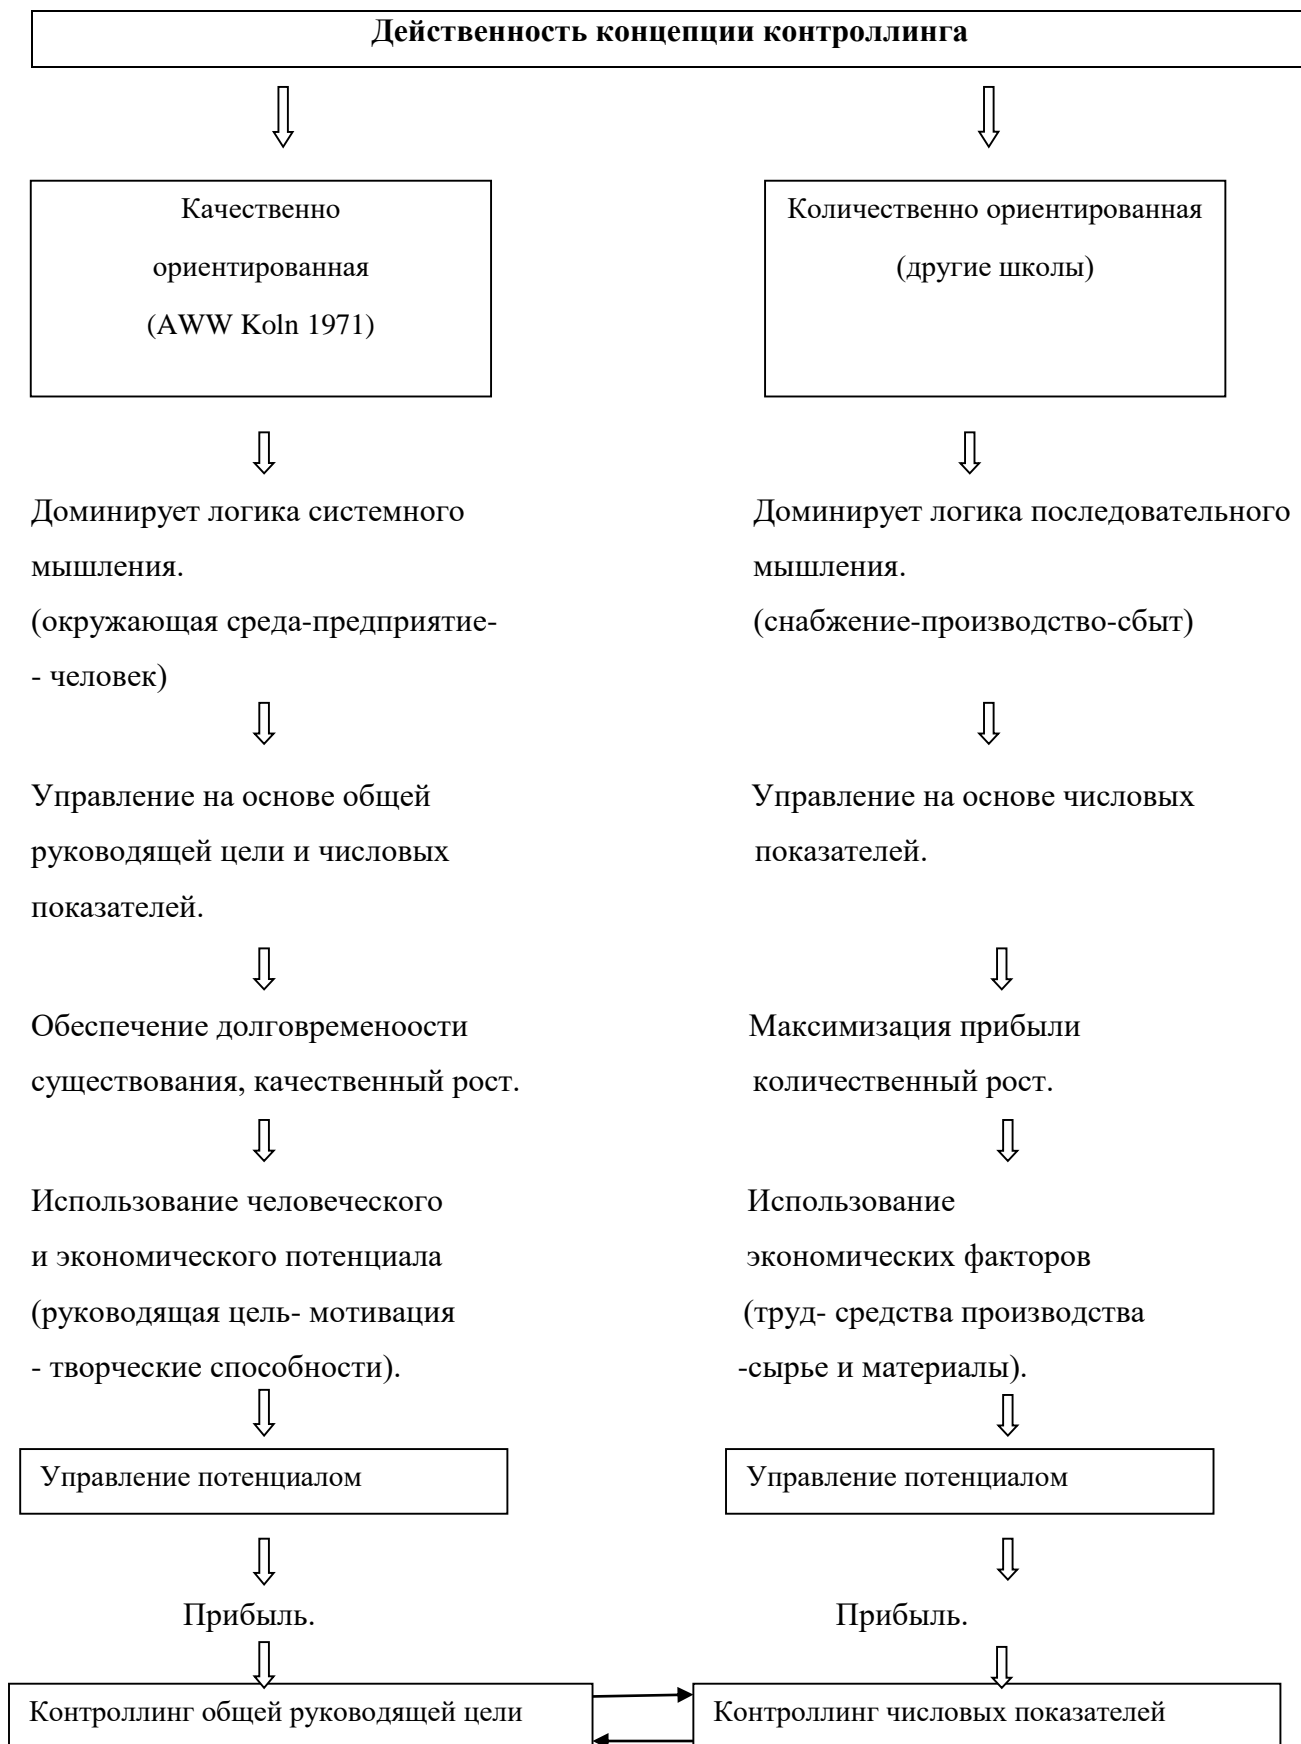 Действенность концепции контроллинга
Качественно
ориентированная
(AWW Koln 1971)
Количественно ориентированная
(другие школы)
Доминирует логика системного
мышления.
(окружающая среда-предприятие-
- человек)
Доминирует логика последовательного
мышления.
(снабжение-производство-сбыт)
Управление на основе общей
руководящей цели и числовых
показателей.
Управление на основе числовых
показателей.
Обеспечение долговременоости
существования, качественный рост.
Максимизация прибыли
количественный рост.
Использование человеческого
и экономического потенциала
(руководящая цель- мотивация
- творческие способности).
Использование
экономических факторов
(труд- средства производства
-сырье и материалы).
Управление потенциалом
Управление потенциалом
Прибыль.
Прибыль.
Контроллинг общей руководящей цели
Контроллинг числовых показателей